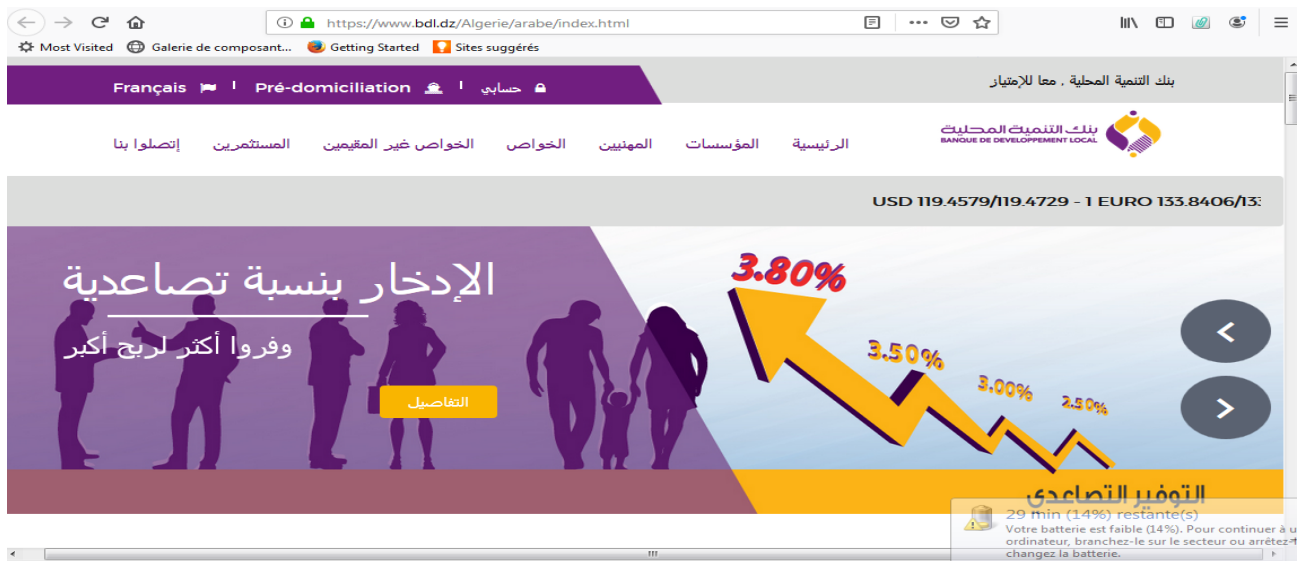 https://www.bdl.dz/Algerie/arabe/index.html
Most Visited Galerie de composant... Getting Started Sites suggérés
بنك التنمية المحلية , معا للإمتياز
حسابي Pré-domiciliation Français
بنك التنمية المحلية
BANQUE DE DEVELOPPEMENT LOCAL
الرئيسية المؤسسات المهنيين الخواص الخواص غير المقيمين المستثمرين إتصلوا بنا
USD 119.4579/119.4729 - 1 EURO 133.8406/13
الإدخار بنسبة تصاعدية
وفروا أكثر لربح أكبر
التفاصيل
3.80%
3.50%
3.00%
2.50%
التوفير التصاعدي
29 min (14%) restante(s)
Votre batterie est faible (14%). Pour continuer à
ordinateur, branchez-le sur le secteur ou arrêtez-
changez la batterie.